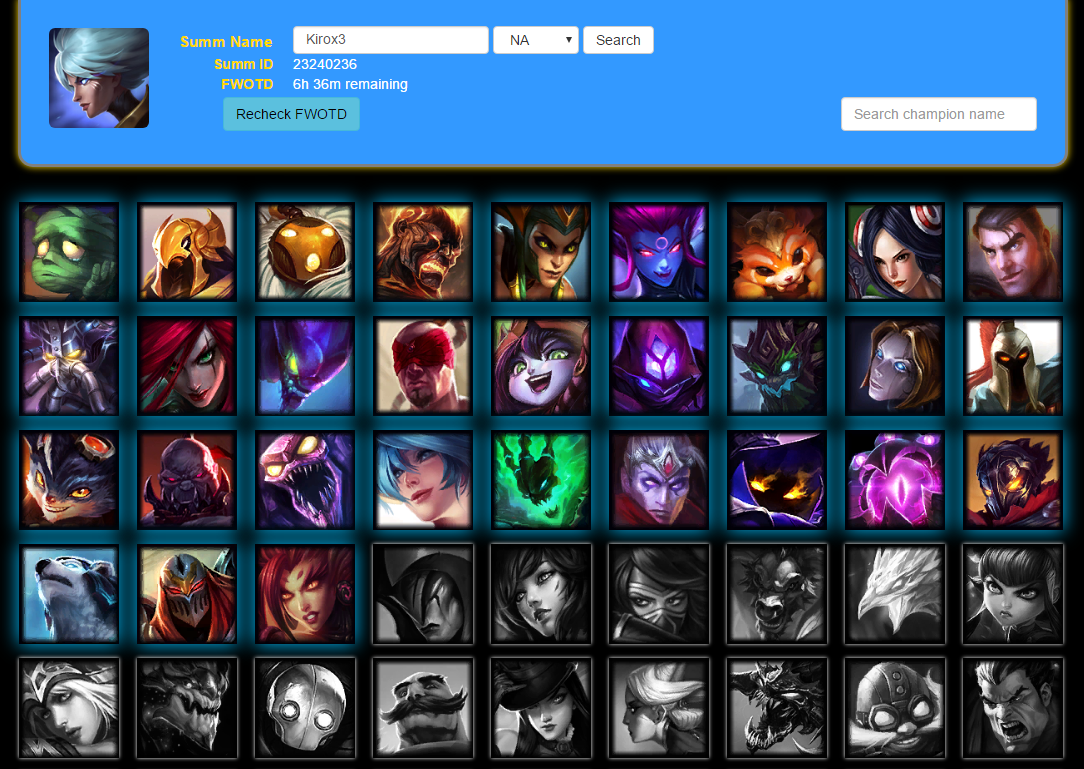 Summ Name Kirox3 NA Search
Summ ID 23240236
FWOTD 6h 36m remaining
Recheck FWOTD Search champion name